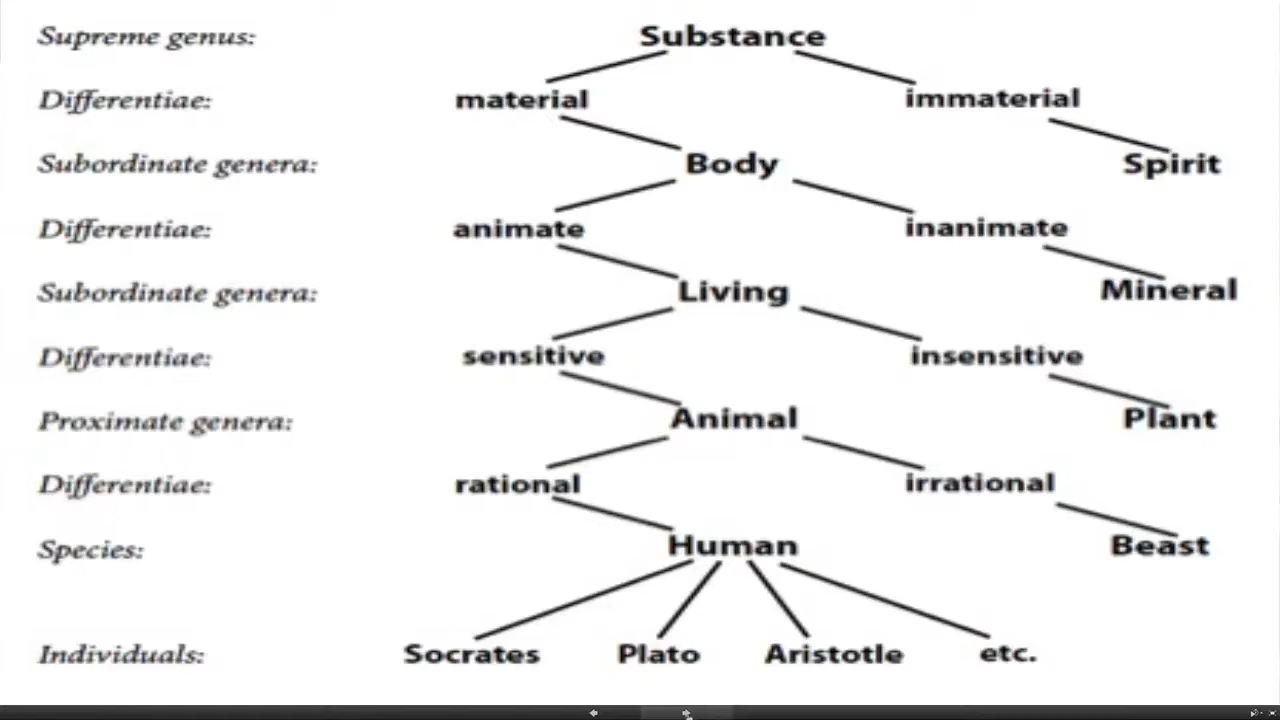 Supreme genus: Substance
Differentiae: material immaterial
Subordinate genera: Body Spirit
Differentiae: animate inanimate
Subordinate genera: Living Mineral
Differentiae: sensitive insensitive
Proximate genera: Animal Plant
Differentiae: rational irrational
Species: Human Beast
Individuals: Socrates Plato Aristotle etc.